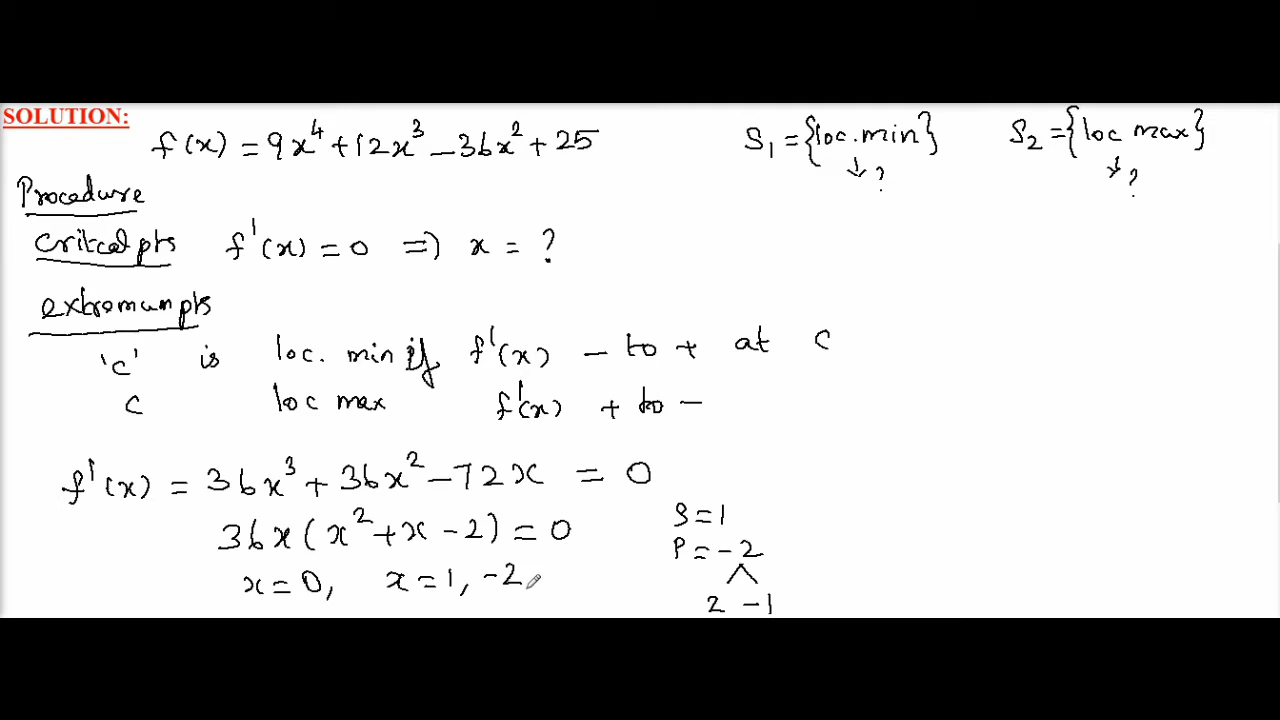 SOLUTION:
f(x) = 9x⁴ + 12x³ - 36x² + 25
S₁ = {loc. min}
↓ ?
S₂ = {loc max}
↓ ?
Procedure
critcal pts f'(x) = 0 ⇒ x = ?
extremum pts
'c' is loc. min if f'(x) - to + at c
c loc max f'(x) + to -
f'(x) = 36x³ + 36x² - 72x = 0
36x(x² + x - 2) = 0
x = 0, x = 1, -2
S = 1
P = -2
2 -1